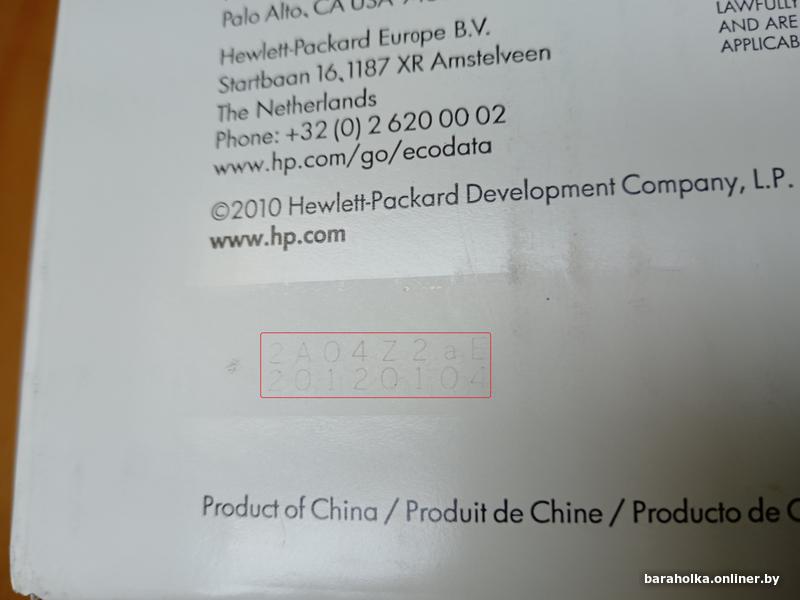 Palo Alto, CA USA
Hewlett-Packard Europe B.V.
Startbaan 16, 1187 XR Amstelveen
The Netherlands
Phone: +32 (0) 2 620 00 02
www.hp.com/go/ecodata
©2010 Hewlett-Packard Development Company, L.P.
www.hp.com
LAWFULLY
AND ARE
APPLICAB
2A04Z2aE
20120104
Product of China / Produit de Chine / Producto de C
baraholka.onliner.by